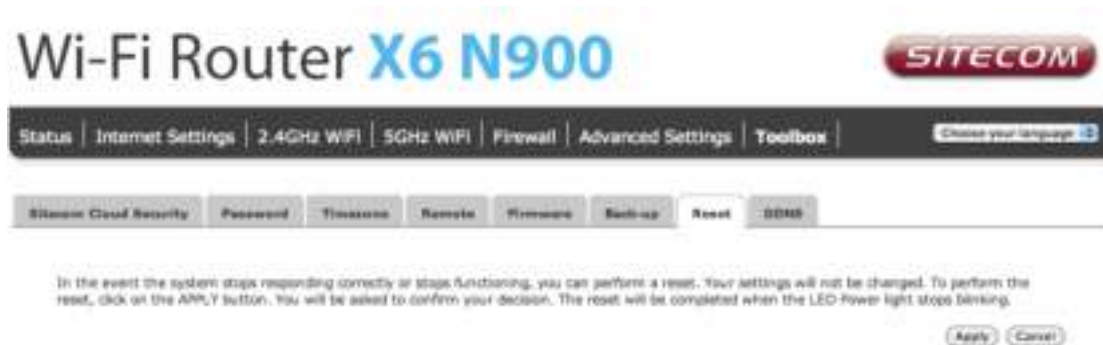 Wi-Fi Router X6 N900
SITECOM
Status | Internet Settings | 2.4GHz WiFi | 5GHz WiFi | Firewall | Advanced Settings | Toolbox |
Choose your language
Sitecom Cloud Security Password Timezone Remote Firmware Back-up Reset DDNS
In the event the system stops responding correctly or stops functioning, you can perform a reset. Your settings will not be changed. To perform the
reset, click on the APPLY button. You will be asked to confirm your decision. The reset will be completed when the LED Power light stops blinking.
Apply Cancel